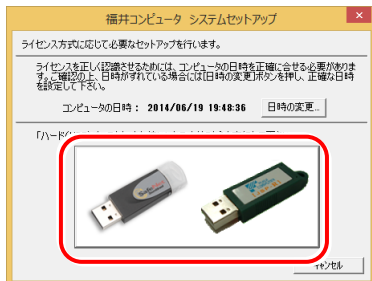 福井コンピュータ システムセットアップ
ライセンス方式に応じて必要なセットアップを行います。
ライセンスを正しく認識させるためには、コンピュータの日時を正確に合せる必要がありま
す。ご確認の上、日時がずれている場合には[日時の変更]ボタンを押し、正確な日時
を設定して下さい。
コンピュータの日時： 2014/06/19 19:48:36 日時の変更...
「ハード
キャンセル